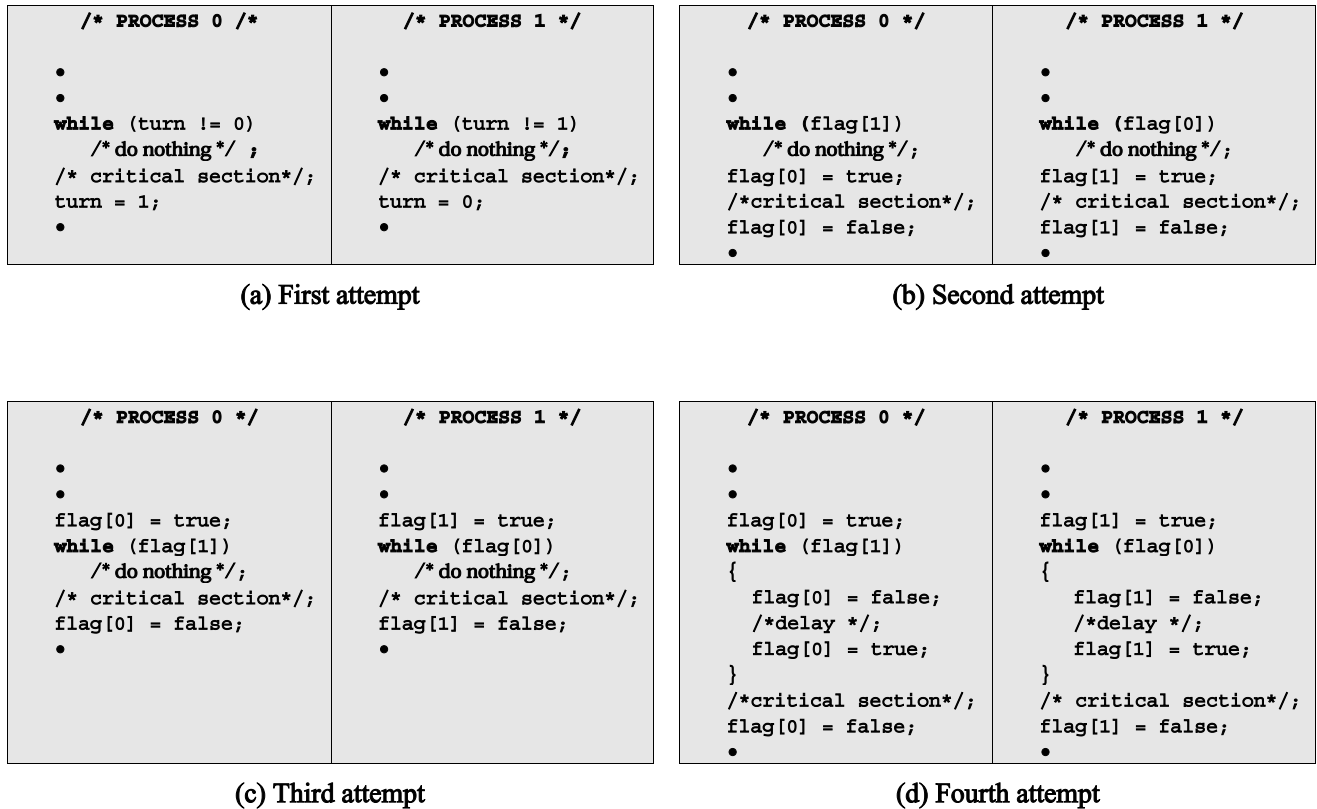 /* PROCESS 0 /*
•
•
while (turn != 0)
/* do nothing */ ;
/* critical section*/;
turn = 1;
•
/* PROCESS 1 */
•
•
while (turn != 1)
/* do nothing */;
/* critical section*/;
turn = 0;
•
(a) First attempt
/* PROCESS 0 */
•
•
while (flag[1])
/* do nothing */;
flag[0] = true;
/*critical section*/;
flag[0] = false;
•
/* PROCESS 1 */
•
•
while (flag[0])
/* do nothing */;
flag[1] = true;
/* critical section*/;
flag[1] = false;
•
(b) Second attempt
/* PROCESS 0 */
•
•
flag[0] = true;
while (flag[1])
/* do nothing */;
/* critical section*/;
flag[0] = false;
•
/* PROCESS 1 */
•
•
flag[1] = true;
while (flag[0])
/* do nothing */;
/* critical section*/;
flag[1] = false;
•
(c) Third attempt
/* PROCESS 0 */
•
•
flag[0] = true;
while (flag[1])
{
flag[0] = false;
/*delay */;
flag[0] = true;
}
/*critical section*/;
flag[0] = false;
•
/* PROCESS 1 */
•
•
flag[1] = true;
while (flag[0])
{
flag[1] = false;
/*delay */;
flag[1] = true;
}
/* critical section*/;
flag[1] = false;
•
(d) Fourth attempt